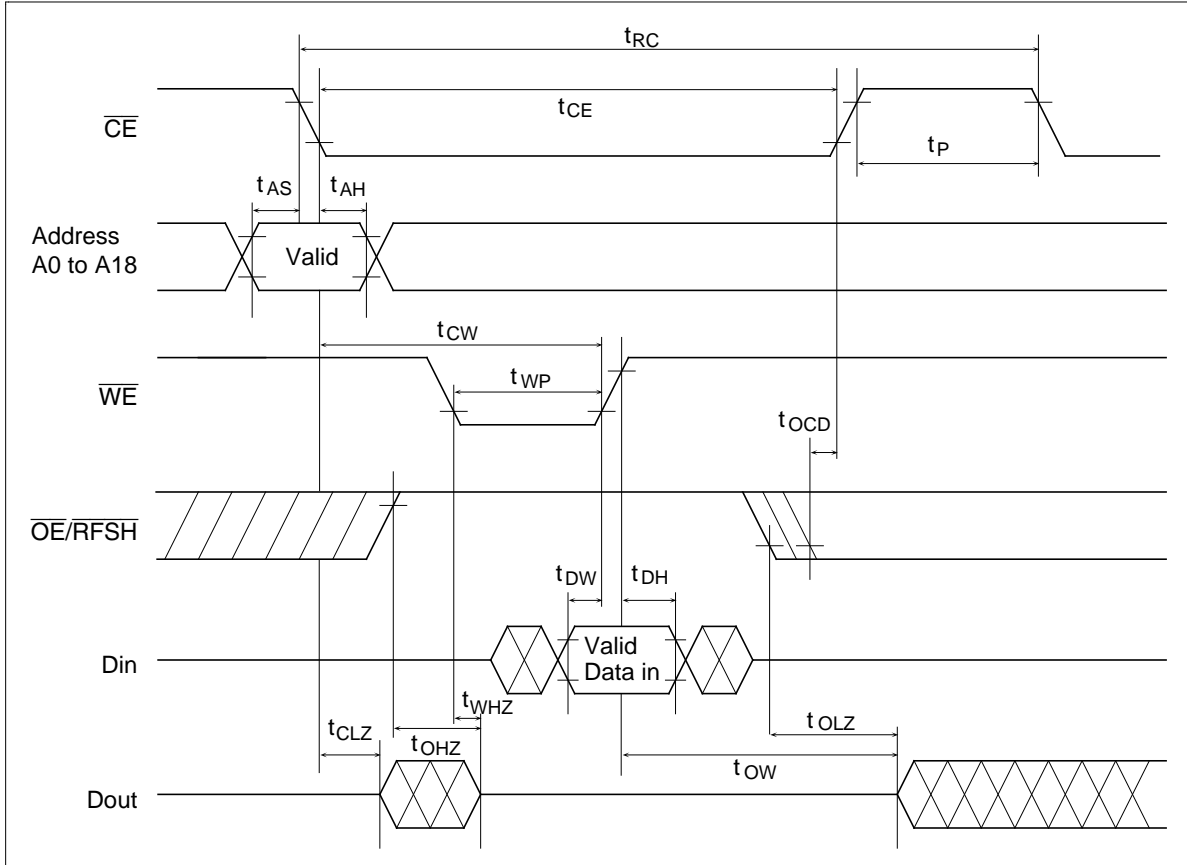 tRC
tCE
CE
tP
tAS
tAH
Address
A0 to A18
Valid
tCW
tWP
WE
tOCD
OE/RFSH
tDW
tDH
Din
Valid
Data in
tWHZ
tCLZ
tOHZ
tOLZ
tOW
Dout